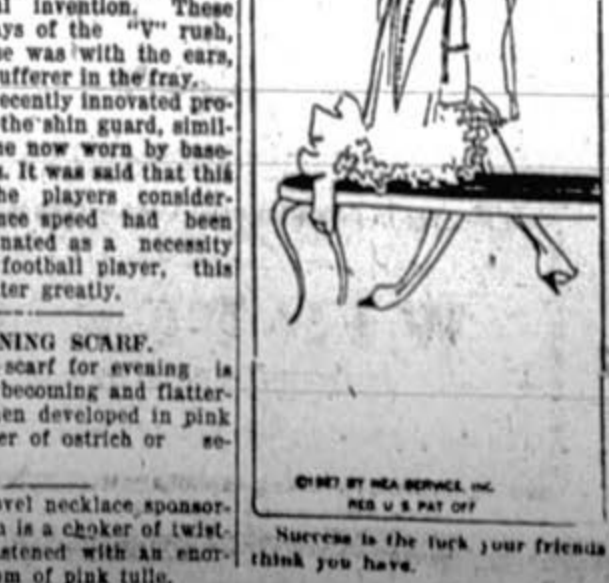 l invention. These
ys of the "V" rush,
se was with the ears,
ufferer in the fray.
ecently innovated pro-
the shin guard, simil-
ne now worn by base-
. It was said that this
he players consider-
nce speed had been
nated as a necessity
football player, this
ter greatly.
NING SCARF.
scarf for evening is
becoming and flatter-
en developed in pink
er of ostrich or se-
vel necklace sponsor-
n is a choker of twist-
stened with an enor-
om of pink tulle.
©1927 BY NEA SERVICE, INC.
REG. U. S. PAT. OFF.
Success is the luck your friends
think you have.